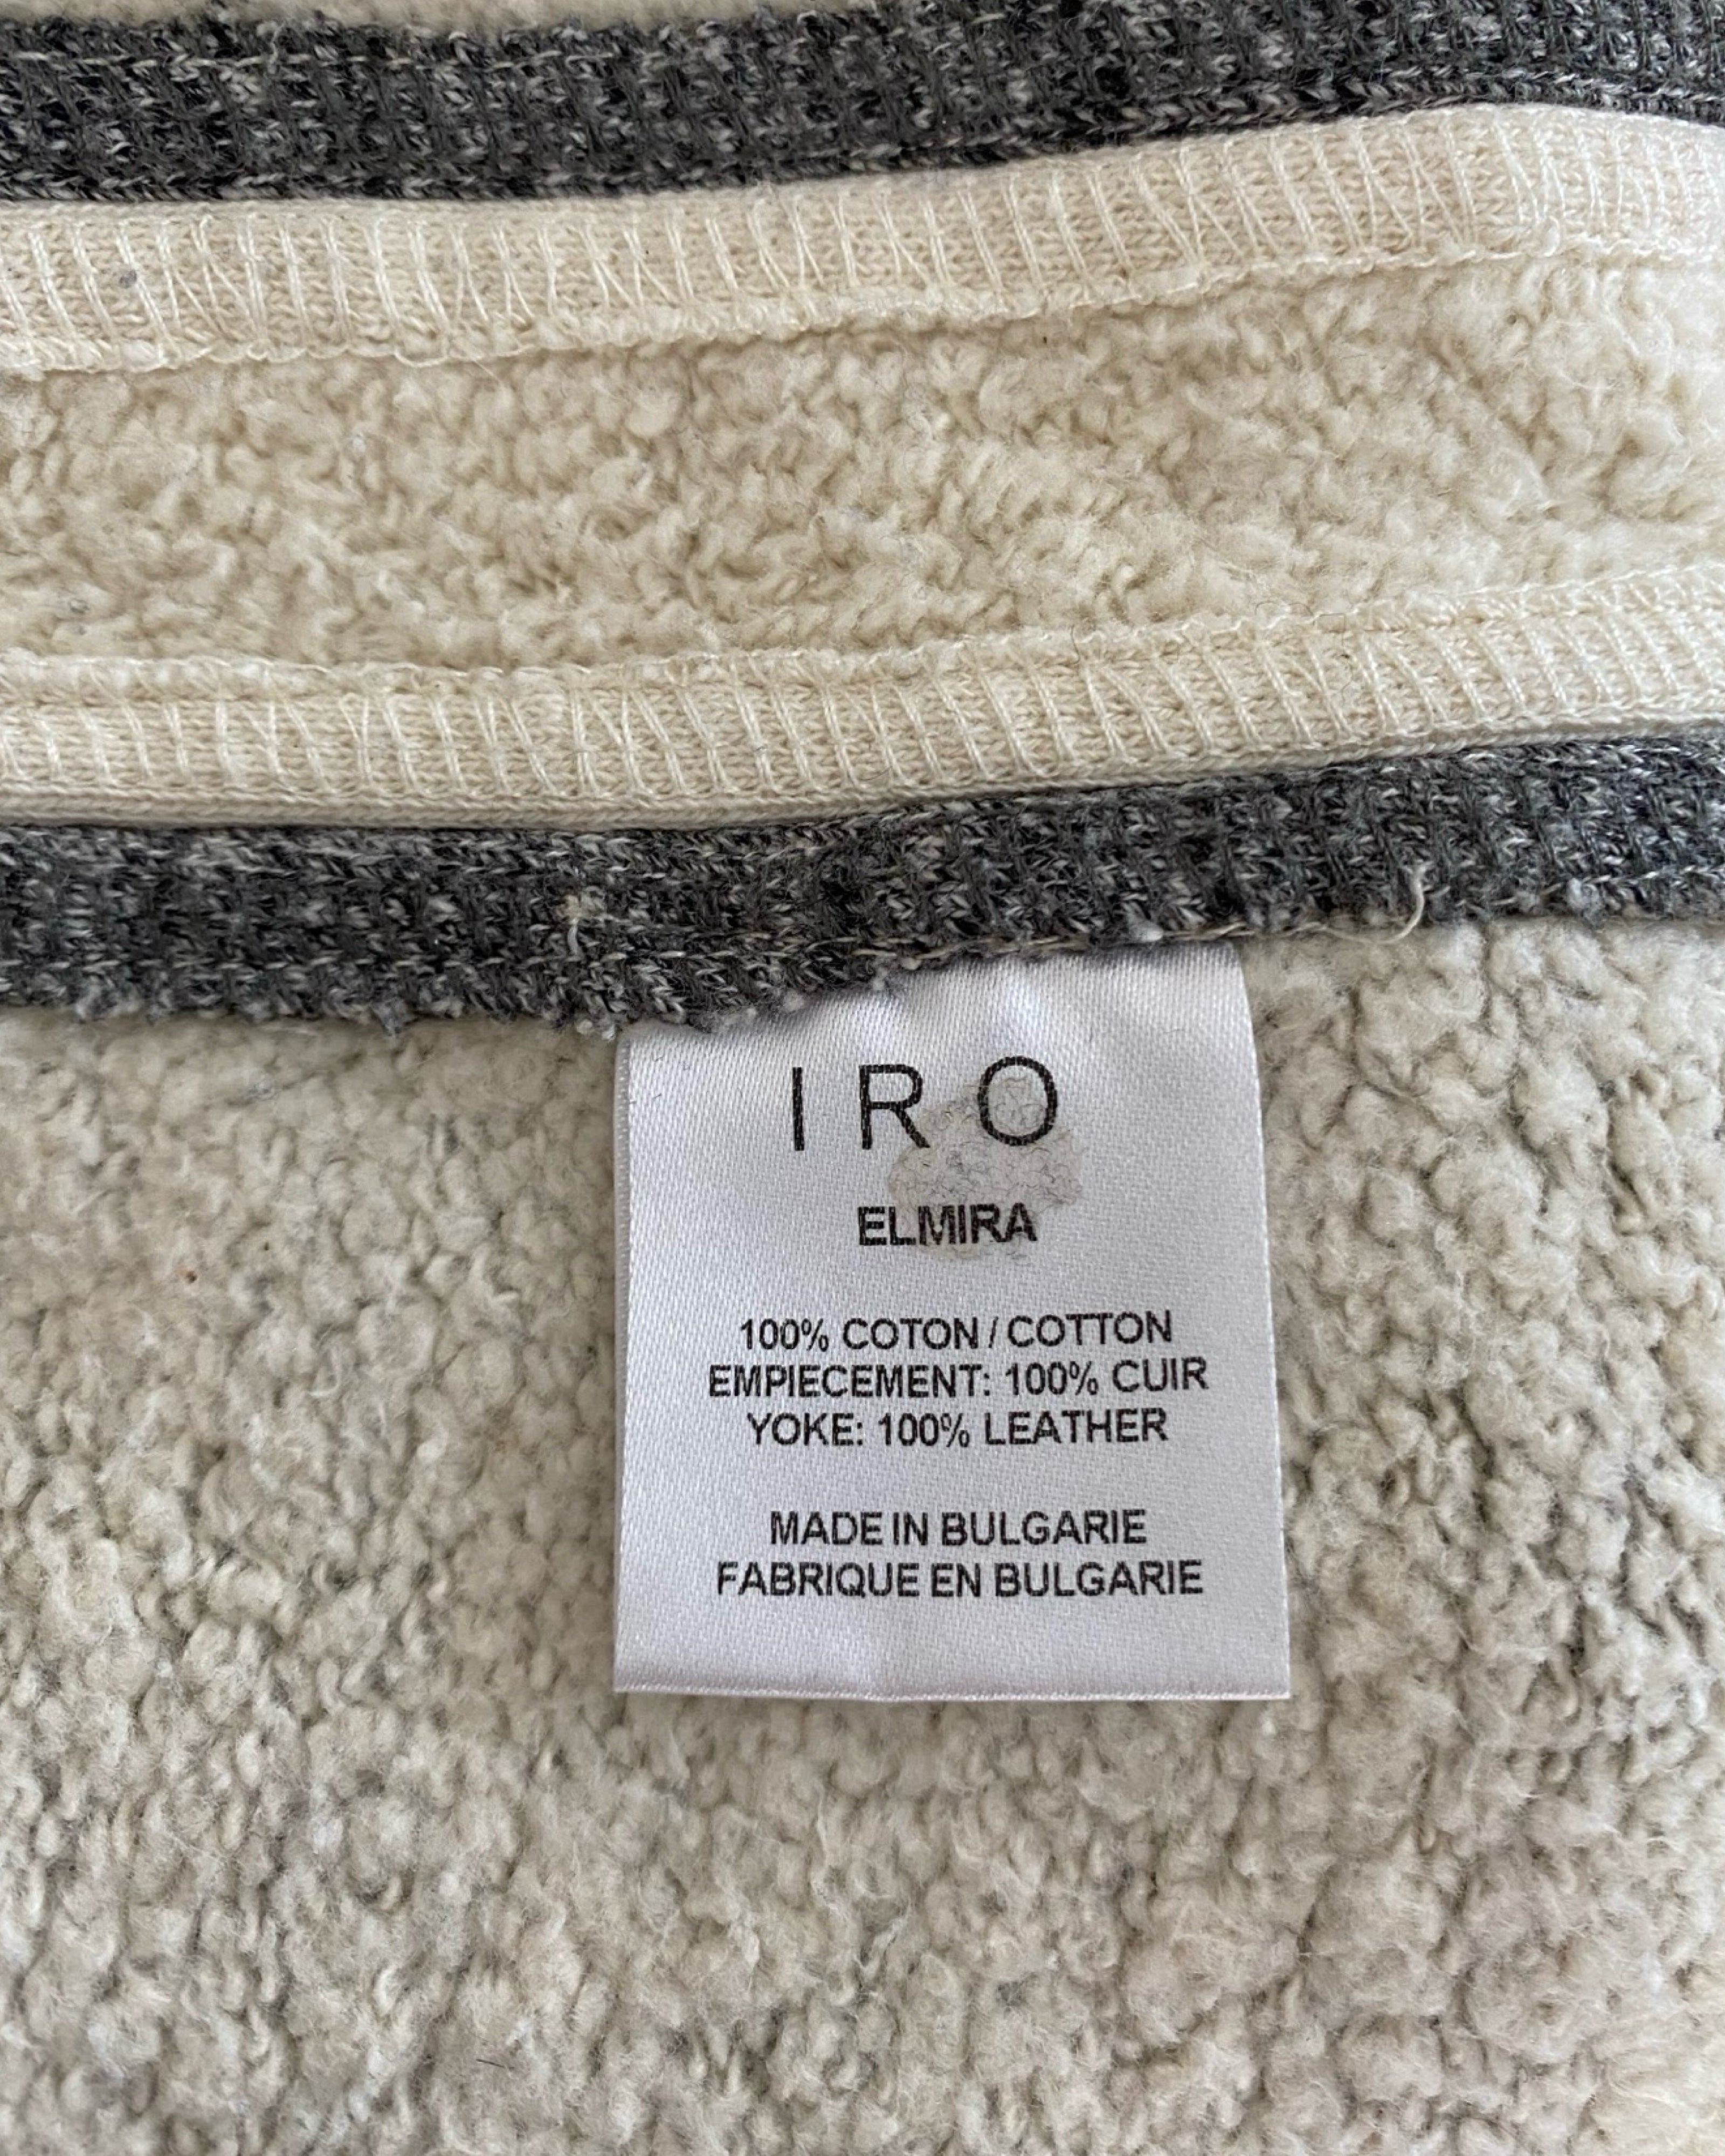 IRO
ELMIRA
100% COTON / COTTON
EMPIECEMENT: 100% CUIR
YOKE: 100% LEATHER
MADE IN BULGARIE
FABRIQUE EN BULGARIE